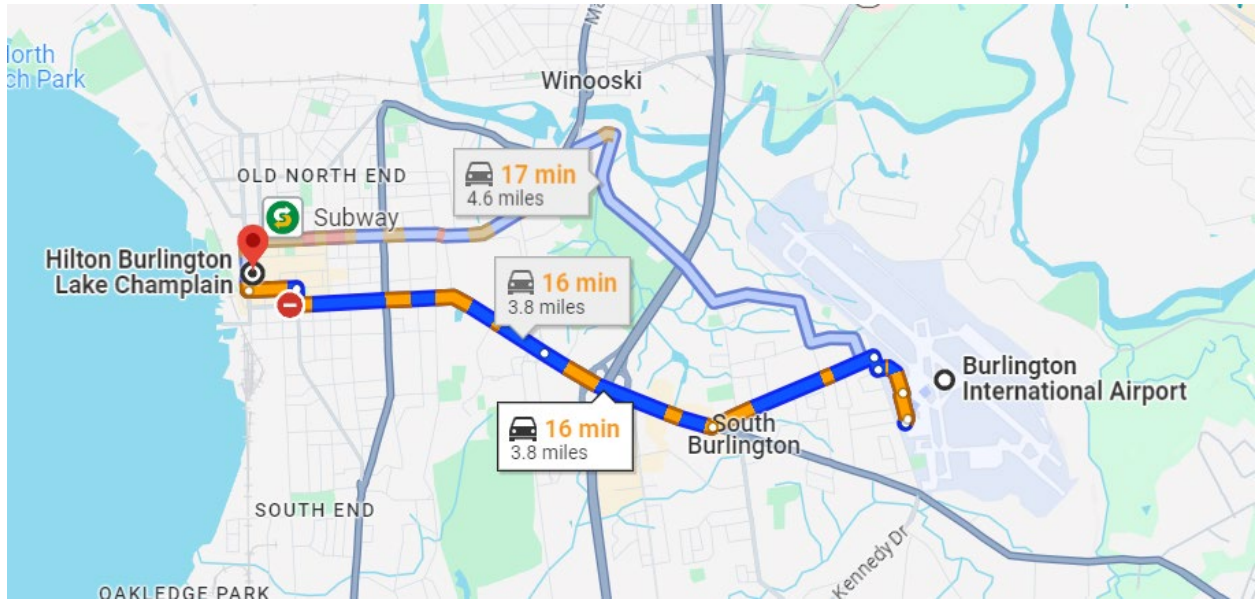 North
ch Park
Winooski
OLD NORTH END
17 min
4.6 miles
Subway
Hilton Burlington
Lake Champlain
16 min
3.8 miles
Burlington
International Airport
16 min
3.8 miles
South
Burlington
SOUTH END
Kennedy Dr
OAKLEDGE PARK